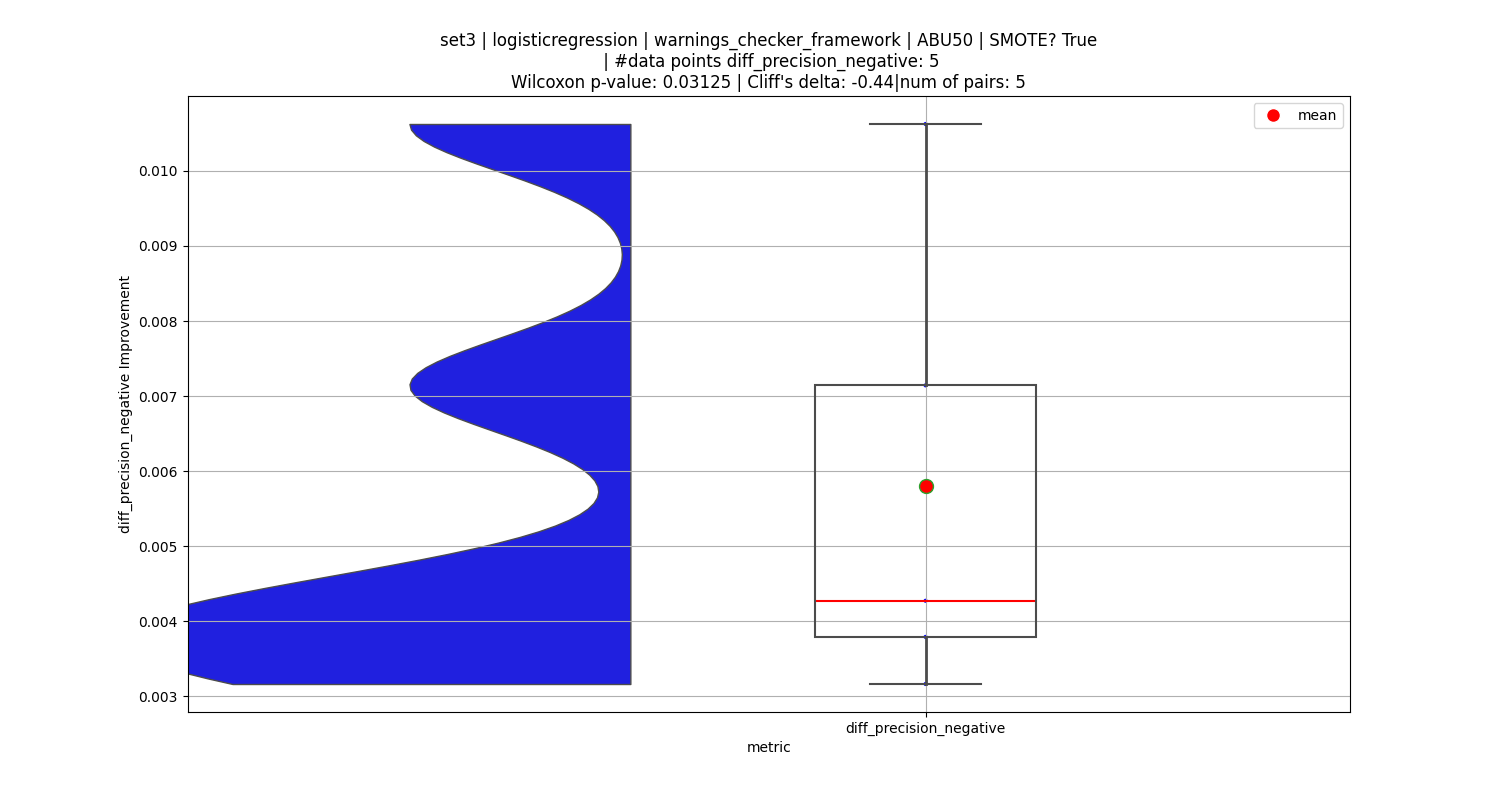 set3 | logisticregression | warnings_checker_framework | ABU50 | SMOTE? True
| #data points diff_precision_negative: 5
Wilcoxon p-value: 0.03125 | Cliff's delta: -0.44|num of pairs: 5
mean
0.010
0.009
0.008
0.007
0.006
0.005
0.004
0.003
diff_precision_negative Improvement
diff_precision_negative
metric